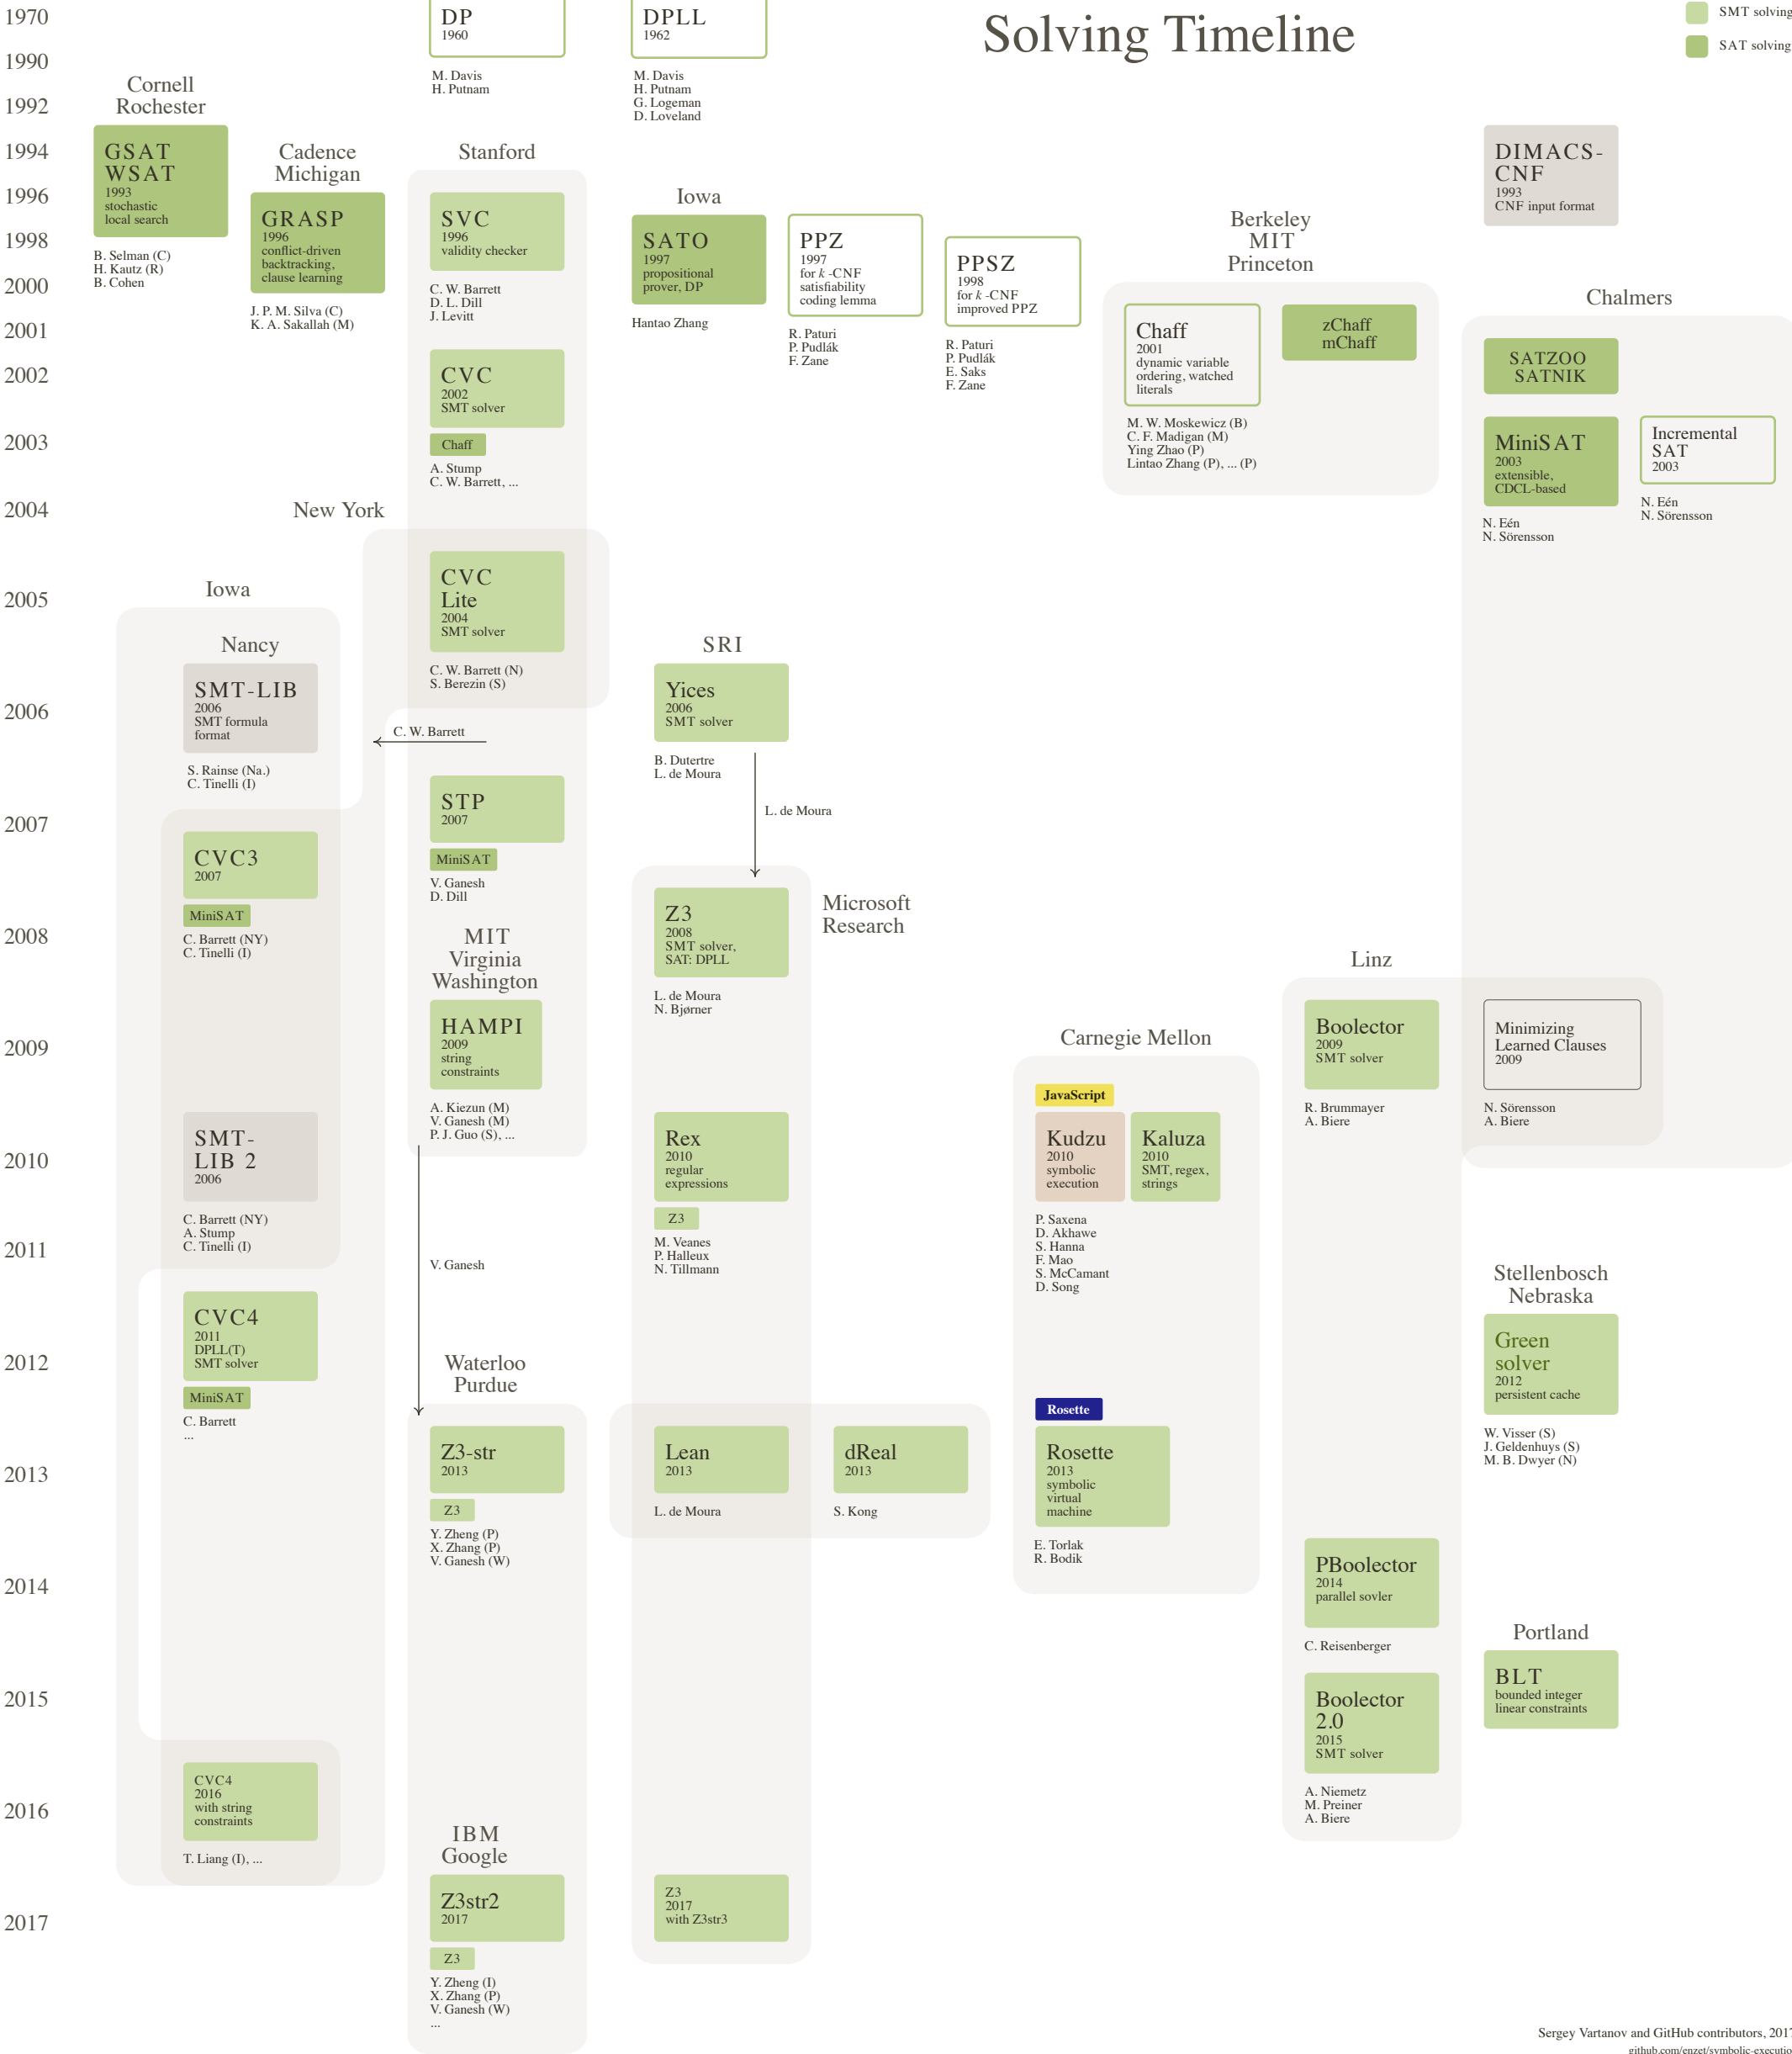 Solving Timeline
SMT solving
SAT solving
1970
1990
1992
1994
1996
1998
2000
2001
2002
2003
2004
2005
2006
2007
2008
2009
2010
2011
2012
2013
2014
2015
2016
2017
DP
1960
M. Davis
H. Putnam
DPLL
1962
M. Davis
H. Putnam
G. Logeman
D. Loveland
Cornell
Rochester
GSAT
WSAT
1993
stochastic
local search
B. Selman (C)
H. Kautz (R)
B. Cohen
Cadence
Michigan
GRASP
1996
conflict-driven
backtracking,
clause learning
J. P. M. Silva (C)
K. A. Sakallah (M)
Stanford
SVC
1996
validity checker
C. W. Barrett
D. L. Dill
J. Levitt
CVC
2002
SMT solver
Chaff
A. Stump
C. W. Barrett, ...
Iowa
SATO
1997
propositional
prover, DP
Hantao Zhang
PPZ
1997
for k -CNF
satisfiability
coding lemma
R. Paturi
P. Pudlák
F. Zane
PPSZ
1998
for k -CNF
improved PPZ
R. Paturi
P. Pudlák
E. Saks
F. Zane
Berkeley
MIT
Princeton
Chaff
2001
dynamic variable
ordering, watched
literals
M. W. Moskewicz (B)
C. F. Madigan (M)
Ying Zhao (P)
Lintao Zhang (P), ... (P)
zChaff
mChaff
DIMACS-
CNF
1993
CNF input format
Chalmers
SATZOO
SATNIK
MiniSAT
2003
extensible,
CDCL-based
N. Eén
N. Sörensson
Incremental
SAT
2003
N. Eén
N. Sörensson
New York
CVC
Lite
2004
SMT solver
C. W. Barrett (N)
S. Berezin (S)
Iowa
Nancy
SMT-LIB
2006
SMT formula
format
S. Rainse (Na.)
C. Tinelli (I)
C. W. Barrett
SRI
Yices
2006
SMT solver
B. Dutertre
L. de Moura
L. de Moura
STP
2007
MiniSAT
V. Ganesh
D. Dill
CVC3
2007
MiniSAT
C. Barrett (NY)
C. Tinelli (I)
Microsoft
Research
Z3
2008
SMT solver,
SAT: DPLL
L. de Moura
N. Bjørner
MIT
Virginia
Washington
HAMPI
2009
string
constraints
A. Kiezun (M)
V. Ganesh (M)
P. J. Guo (S), ...
Linz
Boolector
2009
SMT solver
R. Brummayer
A. Biere
Minimizing
Learned Clauses
2009
N. Sörensson
A. Biere
Carnegie Mellon
JavaScript
Kudzu
2010
symbolic
execution
Kaluza
2010
SMT, regex,
strings
P. Saxena
D. Akhawe
S. Hanna
F. Mao
S. McCamant
D. Song
SMT-
LIB 2
2006
C. Barrett (NY)
A. Stump
C. Tinelli (I)
Rex
2010
regular
expressions
Z3
M. Veanes
P. Halleux
N. Tillmann
V. Ganesh
CVC4
2011
DPLL(T)
SMT solver
MiniSAT
C. Barrett
...
Stellenbosch
Nebraska
Green
solver
2012
persistent cache
W. Visser (S)
J. Geldenhuys (S)
M. B. Dwyer (N)
Waterloo
Purdue
Z3-str
2013
Z3
Y. Zheng (P)
X. Zhang (P)
V. Ganesh (W)
Lean
2013
L. de Moura
dReal
2013
S. Kong
Rosette
Rosette
2013
symbolic
virtual
machine
E. Torlak
R. Bodik
PBoolector
2014
parallel sovler
C. Reisenberger
Portland
BLT
bounded integer
linear constraints
Boolector
2.0
2015
SMT solver
A. Niemetz
M. Preiner
A. Biere
CVC4
2016
with string
constraints
T. Liang (I), ...
IBM
Google
Z3str2
2017
Z3
Y. Zheng (I)
X. Zhang (P)
V. Ganesh (W)
...
Z3
2017
with Z3str3
Sergey Vartanov and GitHub contributors, 2017
github.com/enzet/symbolic-executio